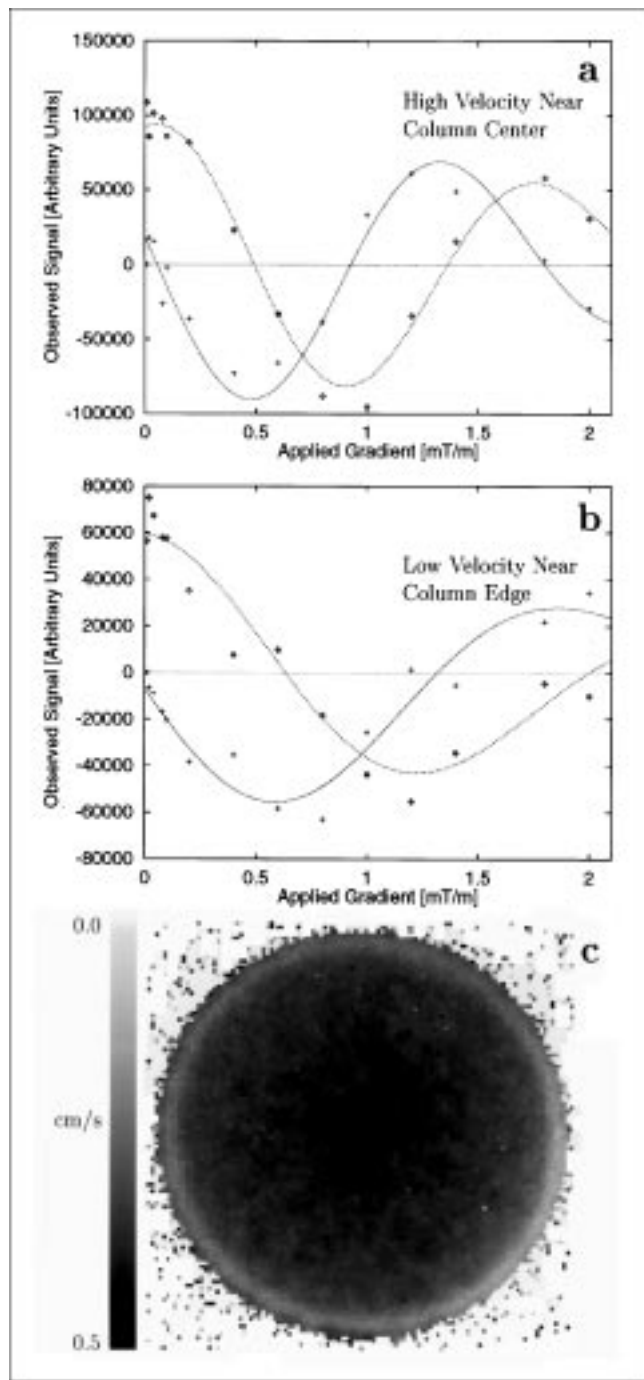 150000
100000
50000
0
-50000
-100000
Observed Signal [Arbitrary Units]
a
High Velocity Near
Column Center
0 0.5 1 1.5 2
Applied Gradient [mT/m]
80000
60000
40000
20000
0
-20000
-40000
-60000
-80000
Observed Signal [Arbitrary Units]
b
Low Velocity Near
Column Edge
0 0.5 1 1.5 2
Applied Gradient [mT/m]
0.0
cm/s
0.5
c